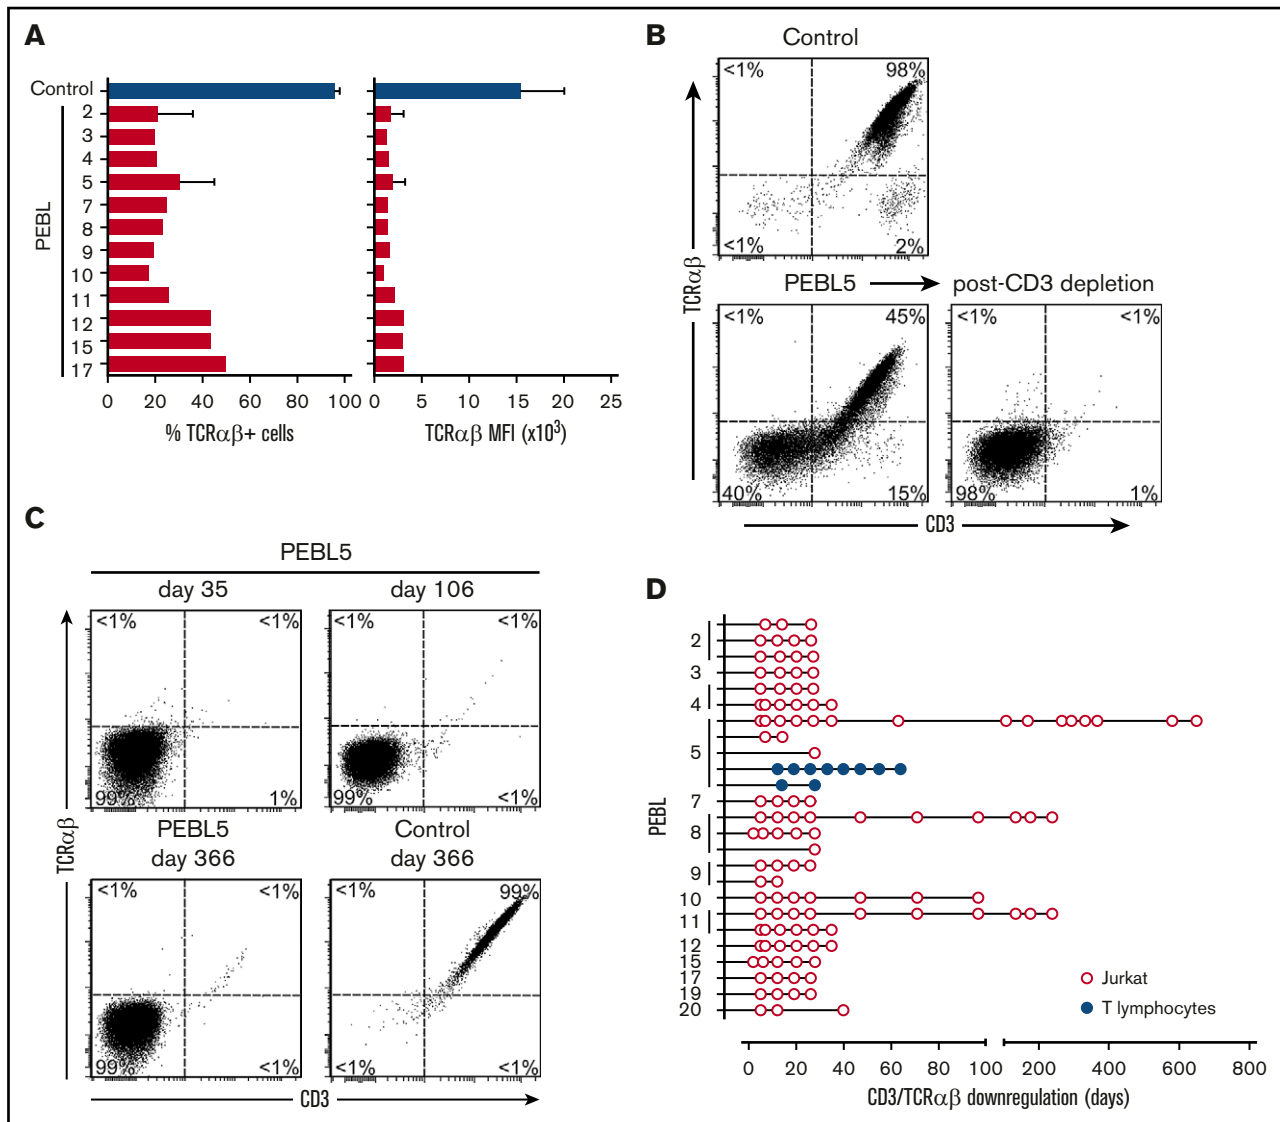 A
Control
2
3
4
5
7
8
9
10
11
12
15
17
PEBL
0 20 40 60 80 100
% TCRαβ+ cells
0 5 10 15 20 25
TCRαβ MFI (x10³)
B
Control
<1% 98%
<1% 2%
PEBL5 post-CD3 depletion
<1% 45%
40% 15%
<1% <1%
98% 1%
TCRαβ
CD3
C
PEBL5
day 35 day 106
<1% <1%
99% 1%
<1% <1%
99% <1%
PEBL5 Control
day 366 day 366
<1% <1%
99% <1%
<1% 99%
<1% <1%
TCRαβ
CD3
D
2
3
4
5
7
8
9
10
11
12
15
17
19
20
PEBL
Jurkat
T lymphocytes
0 20 40 60 80 100 200 400 600 800
CD3/TCRαβ downregulation (days)